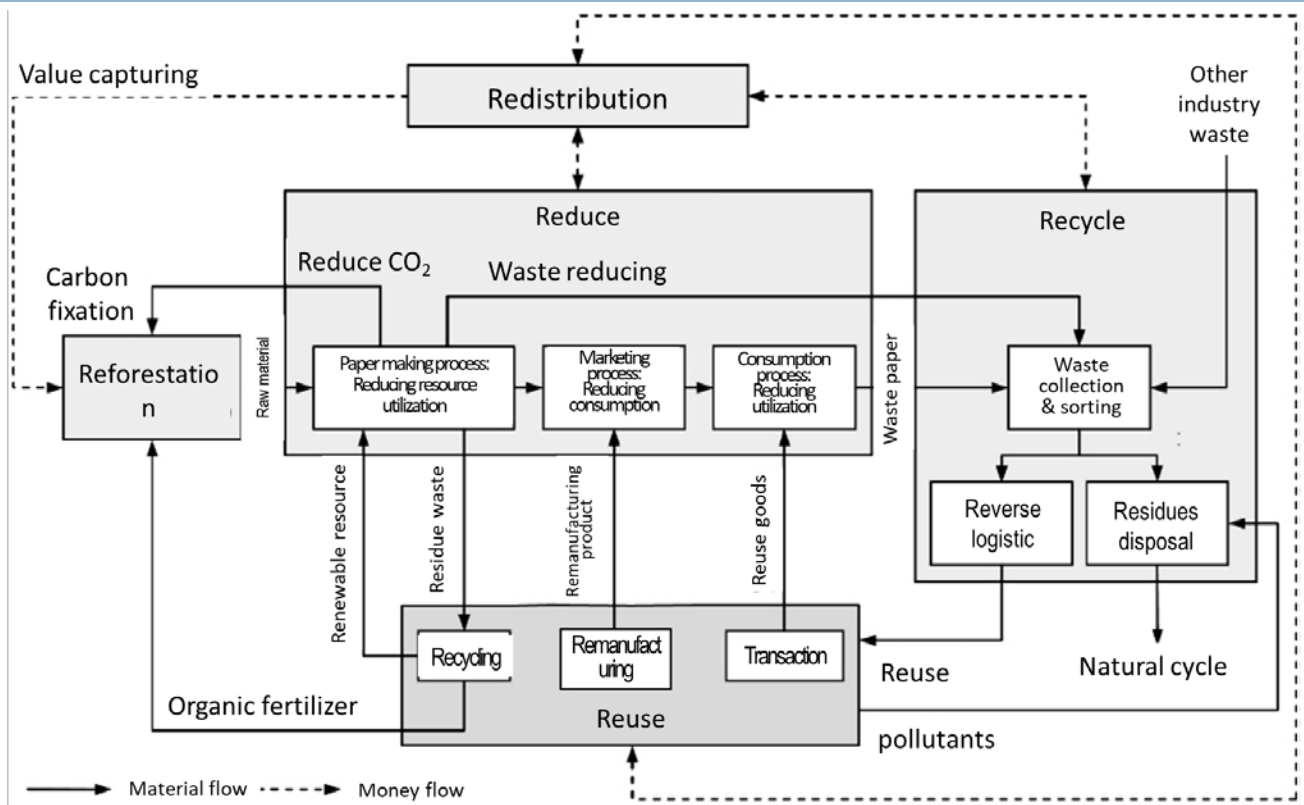 Value capturing
Redistribution
Other
industry
waste
Reduce
Recycle
Reduce CO₂
Waste reducing
Carbon
fixation
Reforestatio
n
Raw material
Paper making process:
Reducing resource
utilization
Marketing
process:
Reducing
consumption
Consumption
process:
Reducing
utilization
Waste paper
Waste
collection
& sorting
Reverse
logistic
Residues
disposal
Renewable resource
Residue waste
Remanufacturing
product
Reuse goods
Recycling
Remanufact
uring
Transaction
Reuse
Natural cycle
Organic fertilizer
Reuse
pollutants
Material flow
Money flow